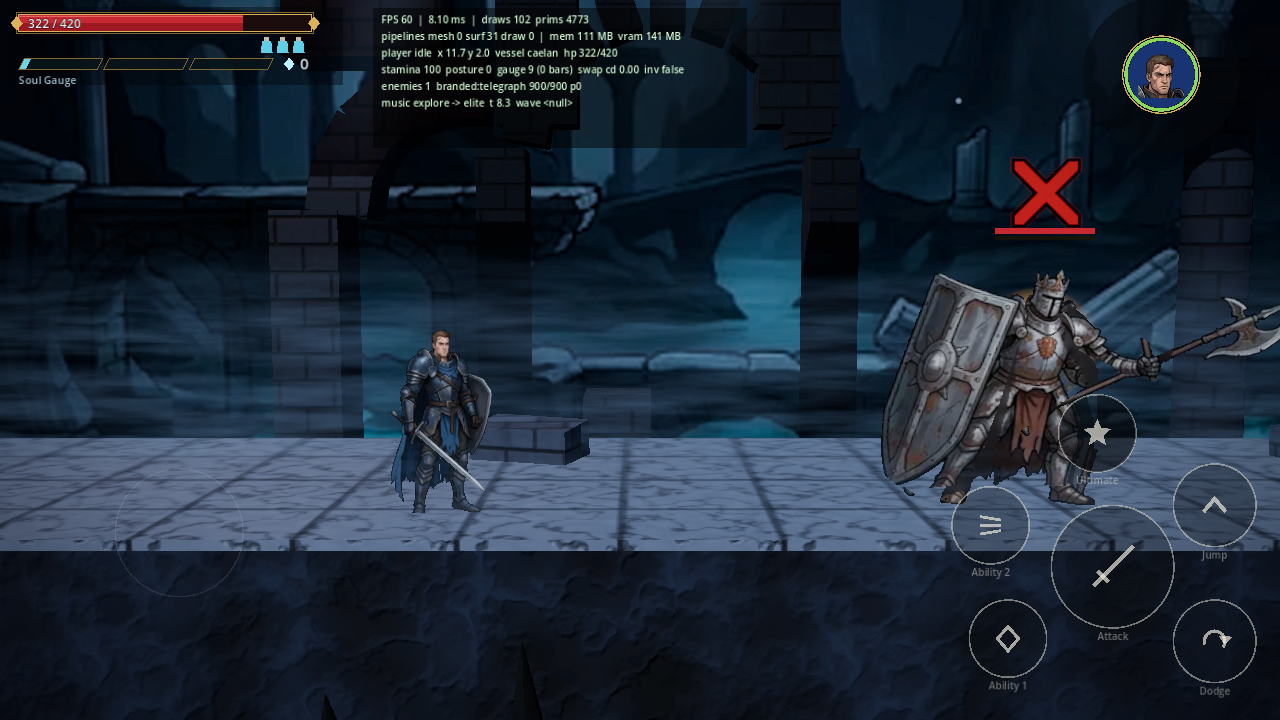 322 / 420
Soul Gauge
0
FPS 60 | 8.10 ms | draws 102 prims 4773
pipelines mesh 0 surf 31 draw 0 | mem 111 MB vram 141 MB
player idle x 11.7 y 2.0 vessel caelan hp 322/420
stamina 100 posture 0 gauge 9 (0 bars) swap cd 0.00 inv false
enemies 1 branded:telegraph 900/900 p0
music explore -> elite t 8.3 wave <null>
Ultimate
Ability 2
Jump
Attack
Ability 1
Dodge